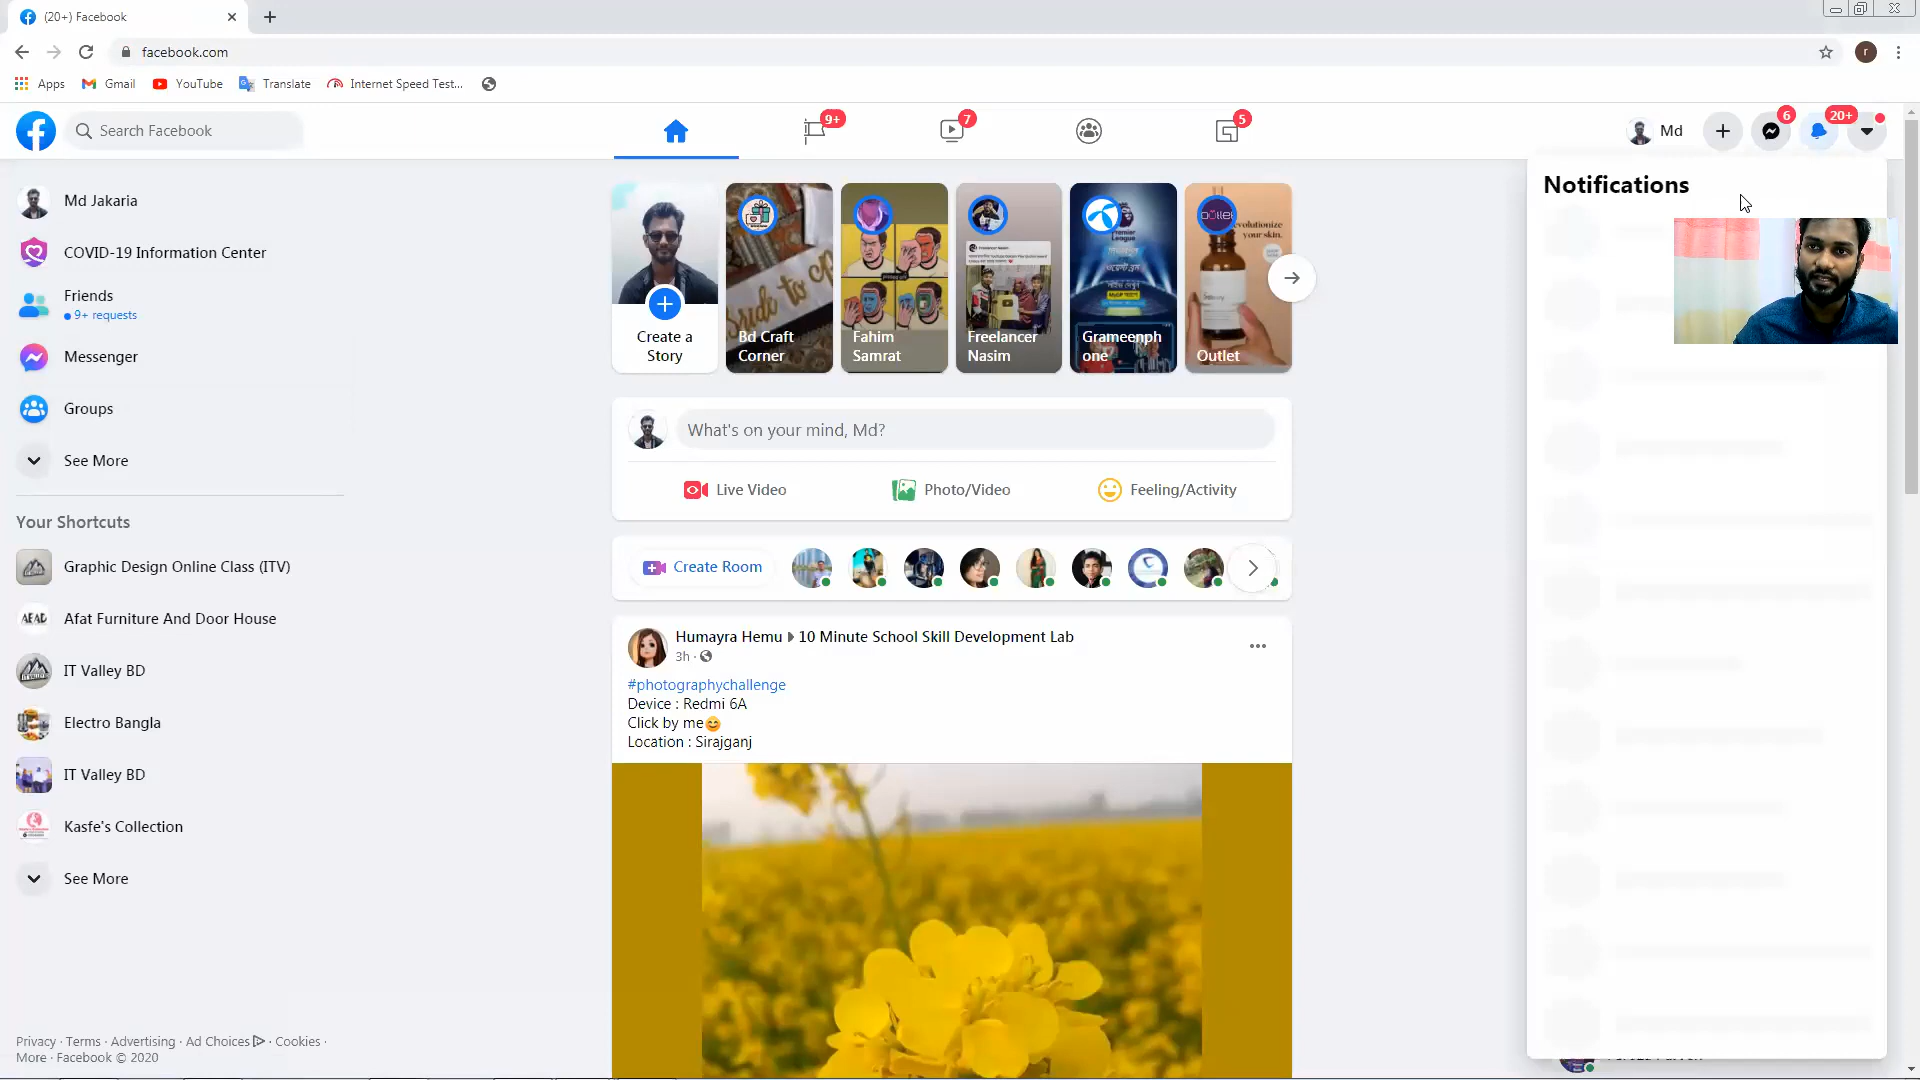 (20+) Facebook
facebook.com
Apps
Gmail
YouTube
Translate
Internet Speed Test...
r
Search Facebook
9+
7
5
Md
6
20+
Notifications
Md Jakaria
COVID-19 Information Center
Friends
9+ requests
Messenger
Groups
See More
Your Shortcuts
Graphic Design Online Class (ITV)
Afat Furniture And Door House
IT Valley BD
Electro Bangla
IT Valley BD
Kasfe's Collection
See More
Privacy · Terms · Advertising · Ad Choices · Cookies ·
More · Facebook © 2020
Create a
Story
Bd Craft
Corner
Fahim
Samrat
Freelancer
Nasim
Premier
League
Grameenph
one
your skin.
Outlet
What's on your mind, Md?
Live Video
Photo/Video
Feeling/Activity
Create Room
Humayra Hemu
10 Minute School Skill Development Lab
3h ·
#photographychallenge
Device : Redmi 6A
Click by me😊
Location : Sirajganj